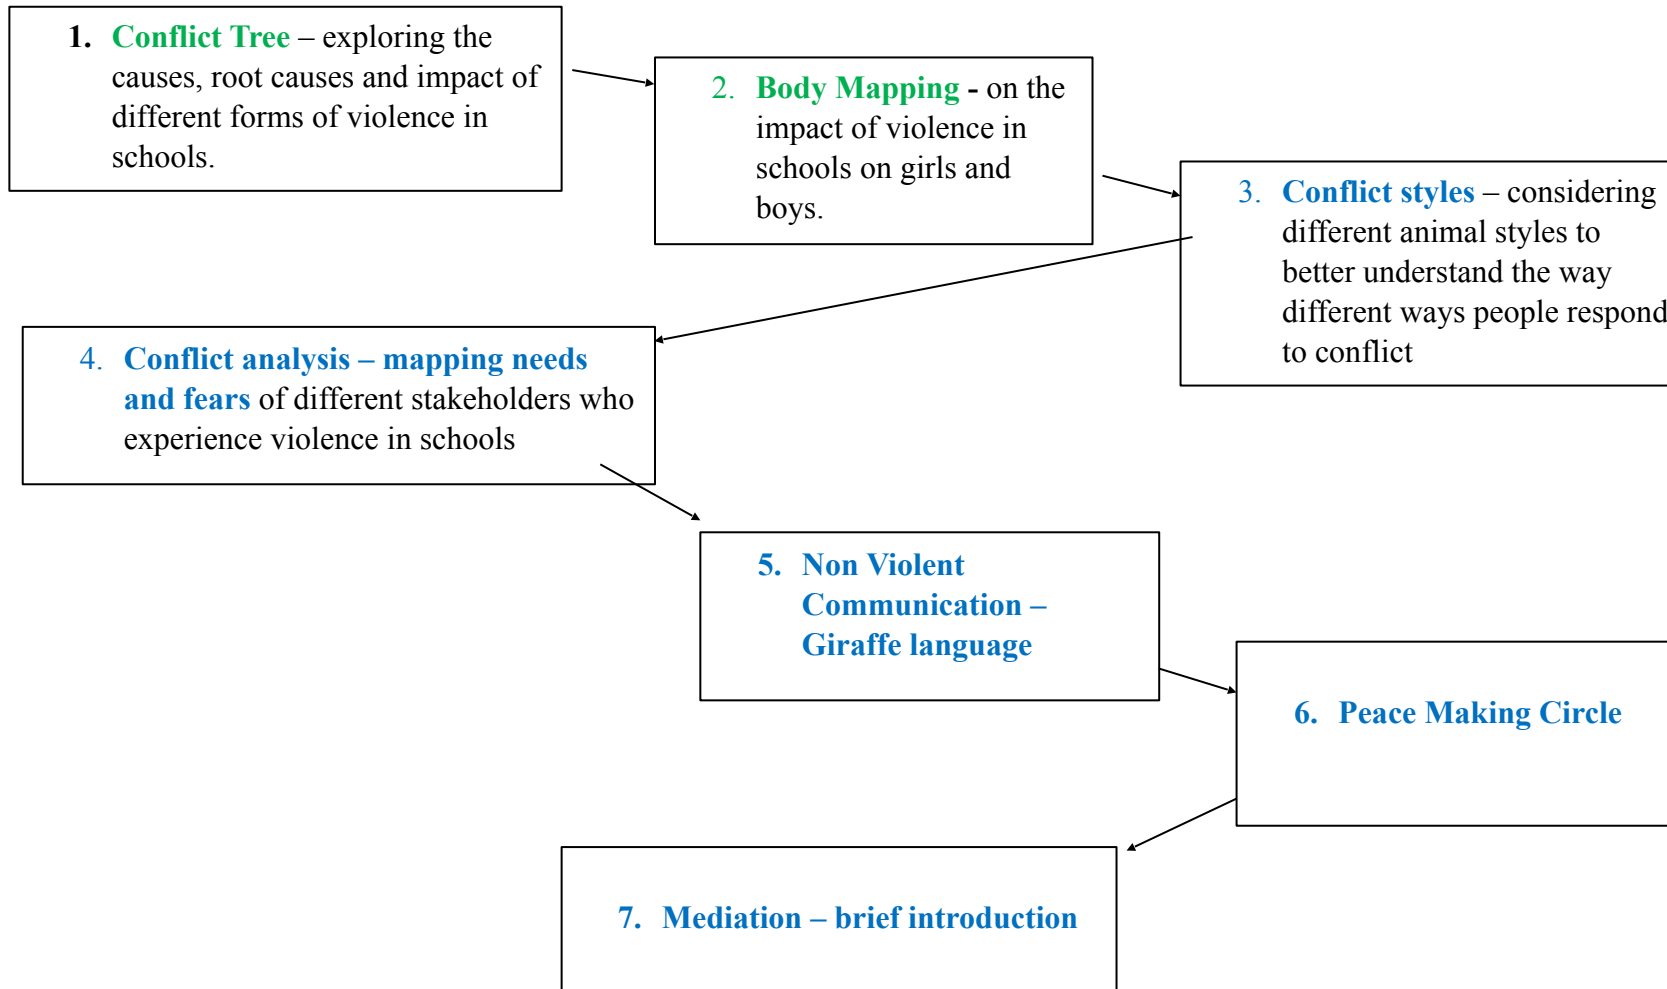 1. Conflict Tree – exploring the
causes, root causes and impact of
different forms of violence in
schools.
2. Body Mapping - on the
impact of violence in
schools on girls and
boys.
3. Conflict styles – considering
different animal styles to
better understand the way
different ways people respond
to conflict
4. Conflict analysis – mapping needs
and fears of different stakeholders who
experience violence in schools
5. Non Violent
Communication –
Giraffe language
6. Peace Making Circle
7. Mediation – brief introduction